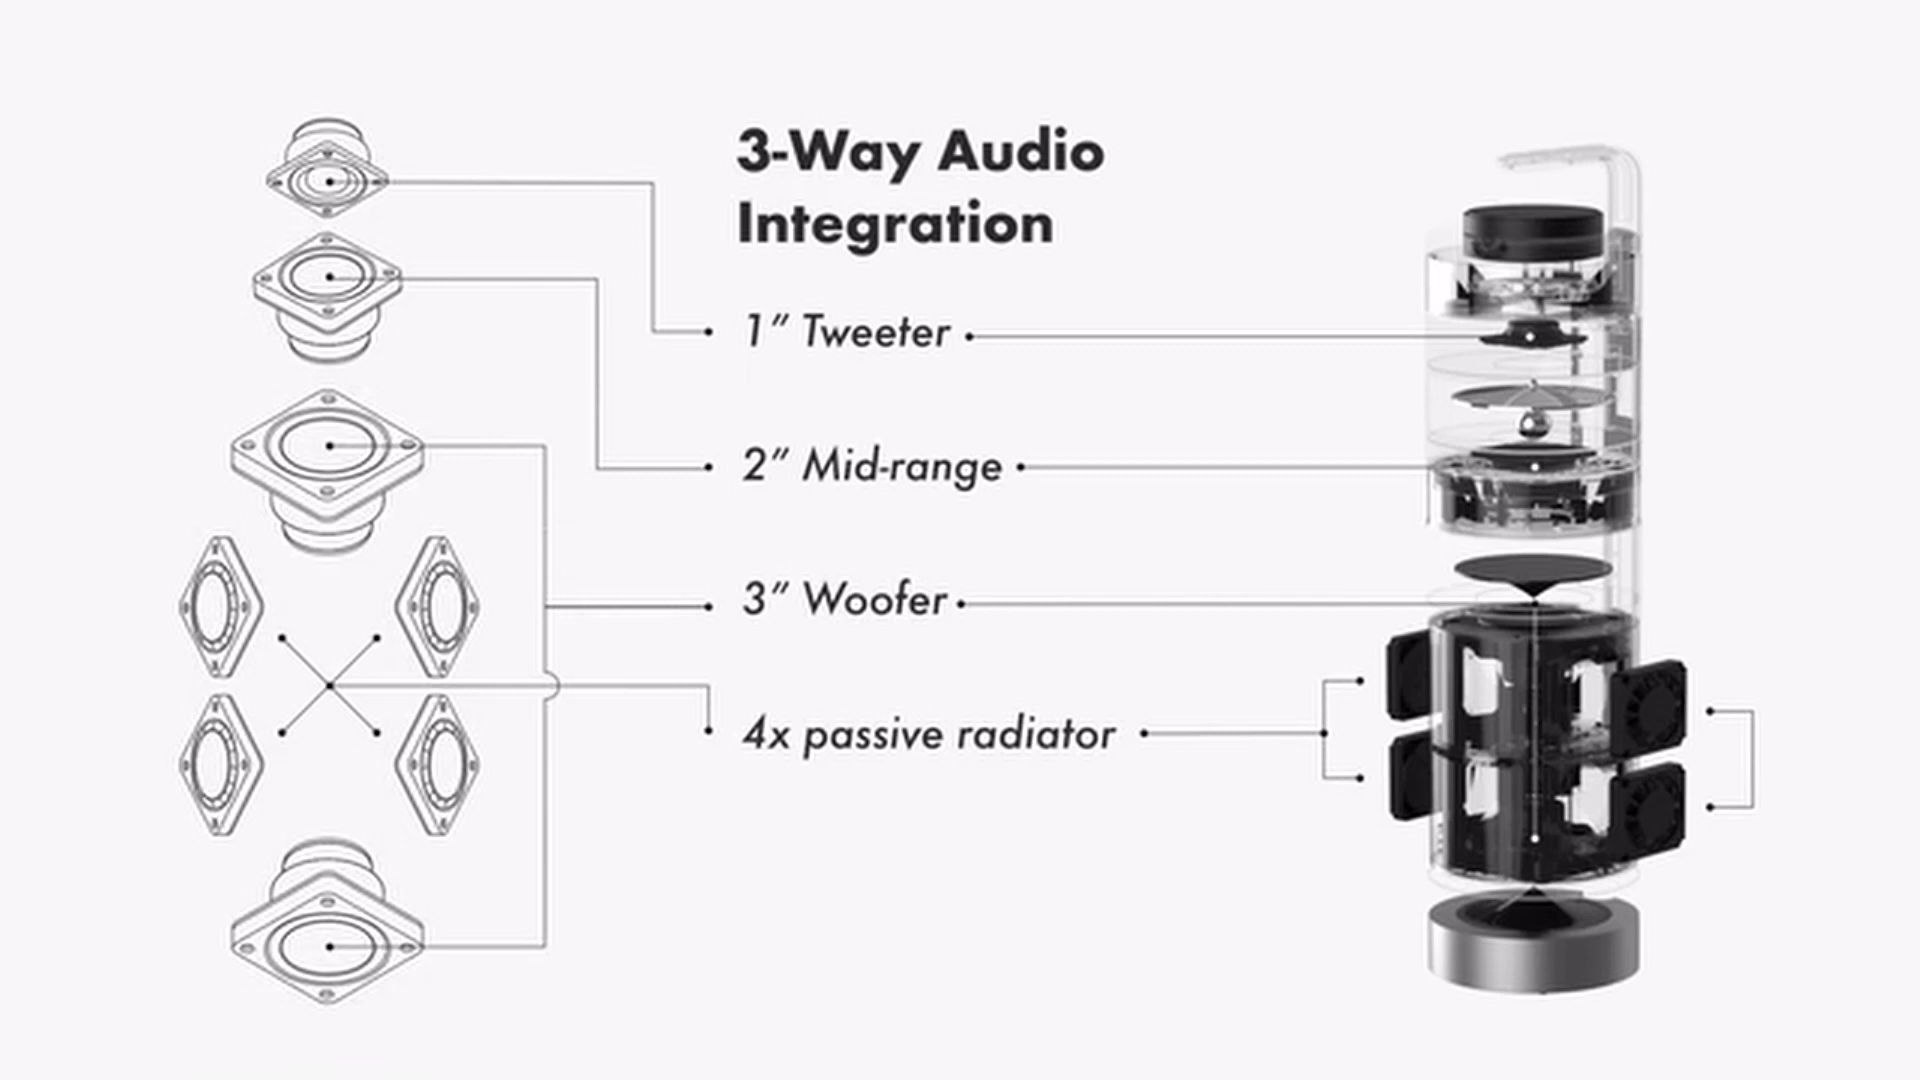 3-Way Audio
Integration
1″ Tweeter
2″ Mid-range
3″ Woofer
4x passive radiator